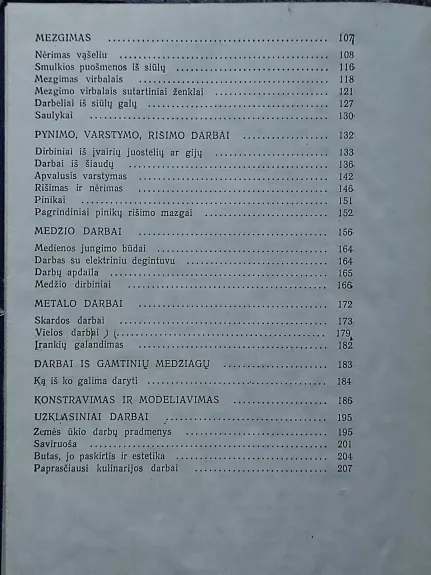 MEZGIMAS ........ 107
Nėrimas vąšeliu ........ 108
Smulkios puošmenos iš siūlų ........ 116
Mezgimas virbalais ........ 118
Mezgimo virbalais sutartiniai ženklai ........ 121
Darbeliai iš siūlų galų ........ 127
Saulykai ........ 130
PYNIMO, VARSTYMO, RIŠIMO DARBAI ........ 132
Dirbiniai iš įvairių juostelių ar gijų ........ 133
Darbai iš šiaudų ........ 136
Apvalusis varstymas ........ 142
Rišimas ir nėrimas ........ 146
Pinikai ........ 151
Pagrindiniai pinikų rišimo mazgai ........ 152
MEDŽIO DARBAI ........ 156
Medienos jungimo būdai ........ 164
Darbas su elektriniu degintuvu ........ 164
Darbų apdaila ........ 165
Medžio dirbiniai ........ 166
METALO DARBAI ........ 172
Skardos darbai ........ 173
Vielos darbai ........ 179
Įrankių galandimas ........ 182
DARBAI IŠ GAMTINIŲ MEDŽIAGŲ ........ 183
Ką iš ko galima daryti ........ 184
KONSTRAVIMAS IR MODELIAVIMAS ........ 186
UŽKLASINIAI DARBAI ........ 195
Žemės ūkio darbų pradmenys ........ 195
Saviruoša ........ 201
Butas, jo paskirtis ir estetika ........ 204
Paprasčiausi kulinarijos darbai ........ 207